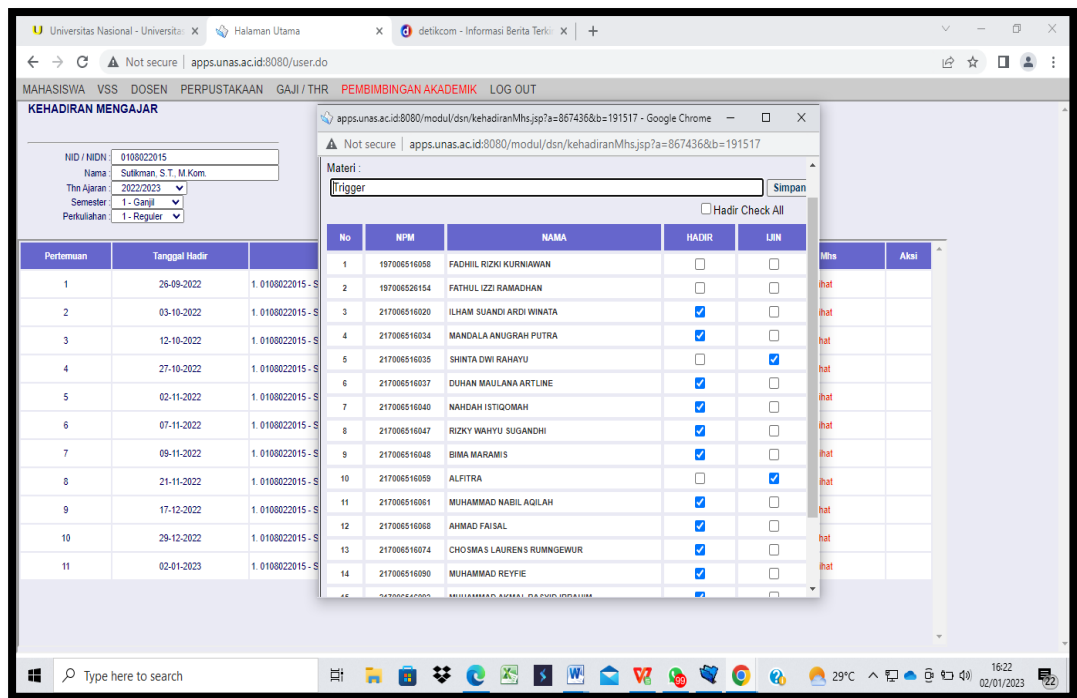 Universitas Nasional - Universitas
Halaman Utama
detikcom - Informasi Berita Terki
Not secure | apps.unas.ac.id:8080/user.do
MAHASISWA VSS DOSEN PERPUSTAKAAN GAJI / THR PEMBIMBINGAN AKADEMIK LOG OUT
KEHADIRAN MENGAJAR
NID / NIDN : 0108022015
Nama : Sutikman, S.T., M.Kom.
Thn Ajaran : 2022/2023
Semester : 1 - Ganjil
Perkuliahan : 1 - Reguler
Pertemuan Tanggal Hadir Mhs Aksi
1 26-09-2022 1. 0108022015 - S ihat
2 03-10-2022 1. 0108022015 - S ihat
3 12-10-2022 1. 0108022015 - S hat
4 27-10-2022 1. 0108022015 - S hat
5 02-11-2022 1. 0108022015 - S ihat
6 07-11-2022 1. 0108022015 - S ihat
7 09-11-2022 1. 0108022015 - S ihat
8 21-11-2022 1. 0108022015 - S ihat
9 17-12-2022 1. 0108022015 - S hat
10 29-12-2022 1. 0108022015 - S hat
11 02-01-2023 1. 0108022015 - S ihat
apps.unas.ac.id:8080/modul/dsn/kehadiranMhs.jsp?a=867436&b=191517 - Google Chrome
Not secure | apps.unas.ac.id:8080/modul/dsn/kehadiranMhs.jsp?a=867436&b=191517
Materi :
Trigger Simpan
Hadir Check All
No NPM NAMA HADIR IJIN
1 197006516058 FADHIIL RIZKI KURNIAWAN
2 197006526154 FATHUL IZZI RAMADHAN
3 217006516020 ILHAM SUANDI ARDI WINATA
4 217006516034 MANDALA ANUGRAH PUTRA
5 217006516035 SHINTA DWI RAHAYU
6 217006516037 DUHAN MAULANA ARTLINE
7 217006516040 NAHDAH ISTIQOMAH
8 217006516047 RIZKY WAHYU SUGANDHI
9 217006516048 BIMA MARAMIS
10 217006516059 ALFITRA
11 217006516061 MUHAMMAD NABIL AQILAH
12 217006516068 AHMAD FAISAL
13 217006516074 CHOSMAS LAURENS RUMNGEWUR
14 217006516090 MUHAMMAD REYFIE
Type here to search
29°C
16:22
02/01/2023
22